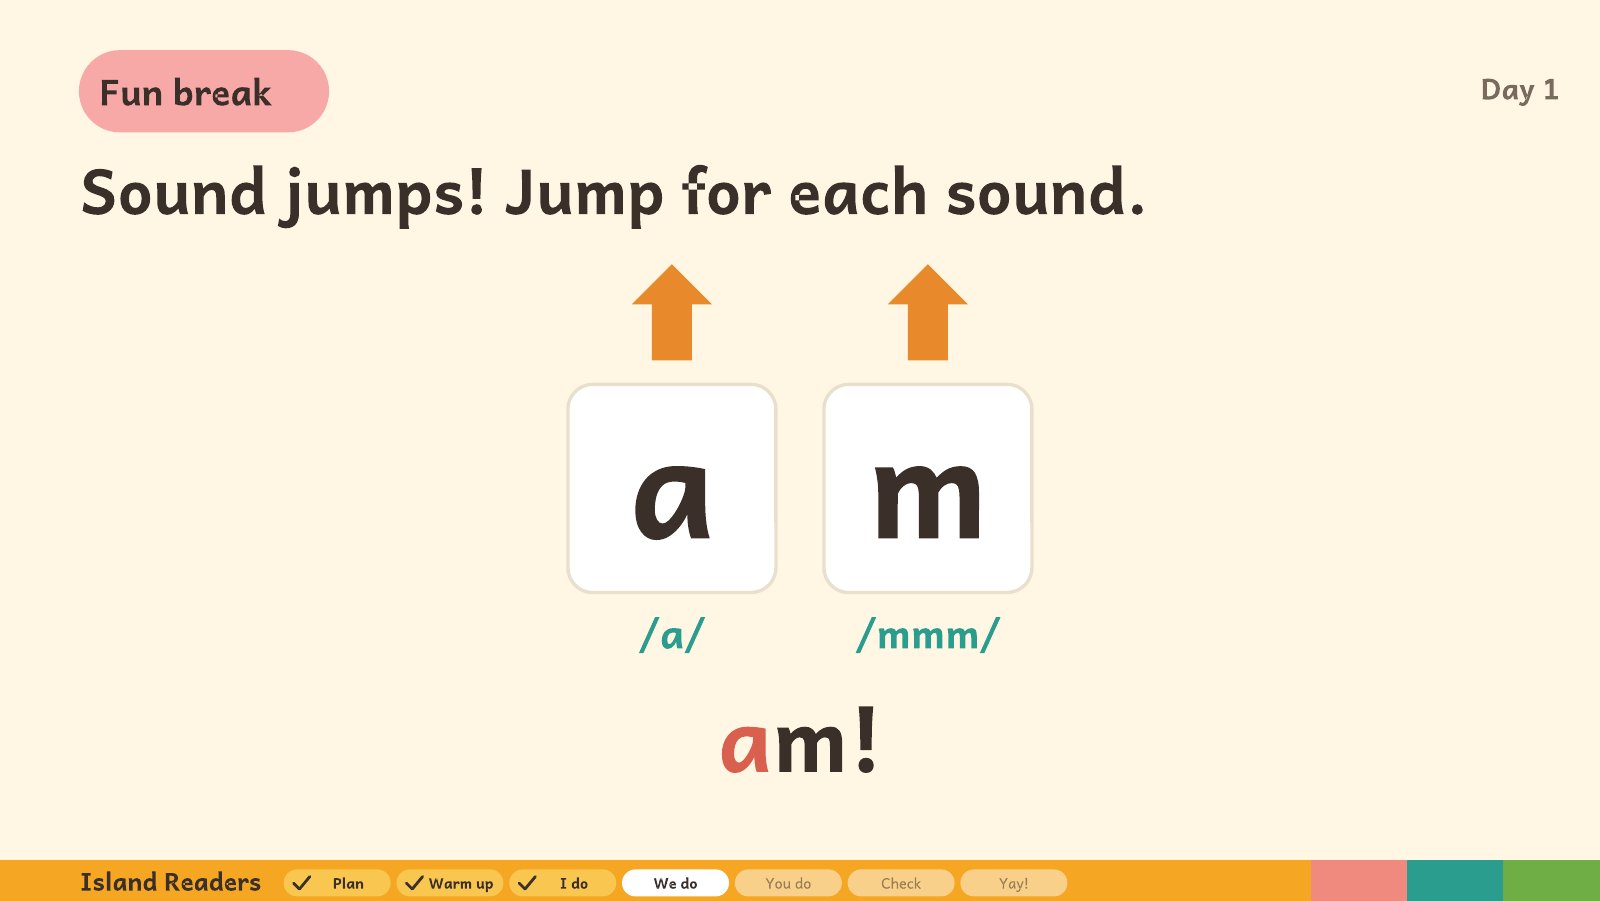 Fun break
Day 1
Sound jumps! Jump for each sound.
a m
/a/ /mmm/
am!
Island Readers Plan Warm up I do We do You do Check Yay!